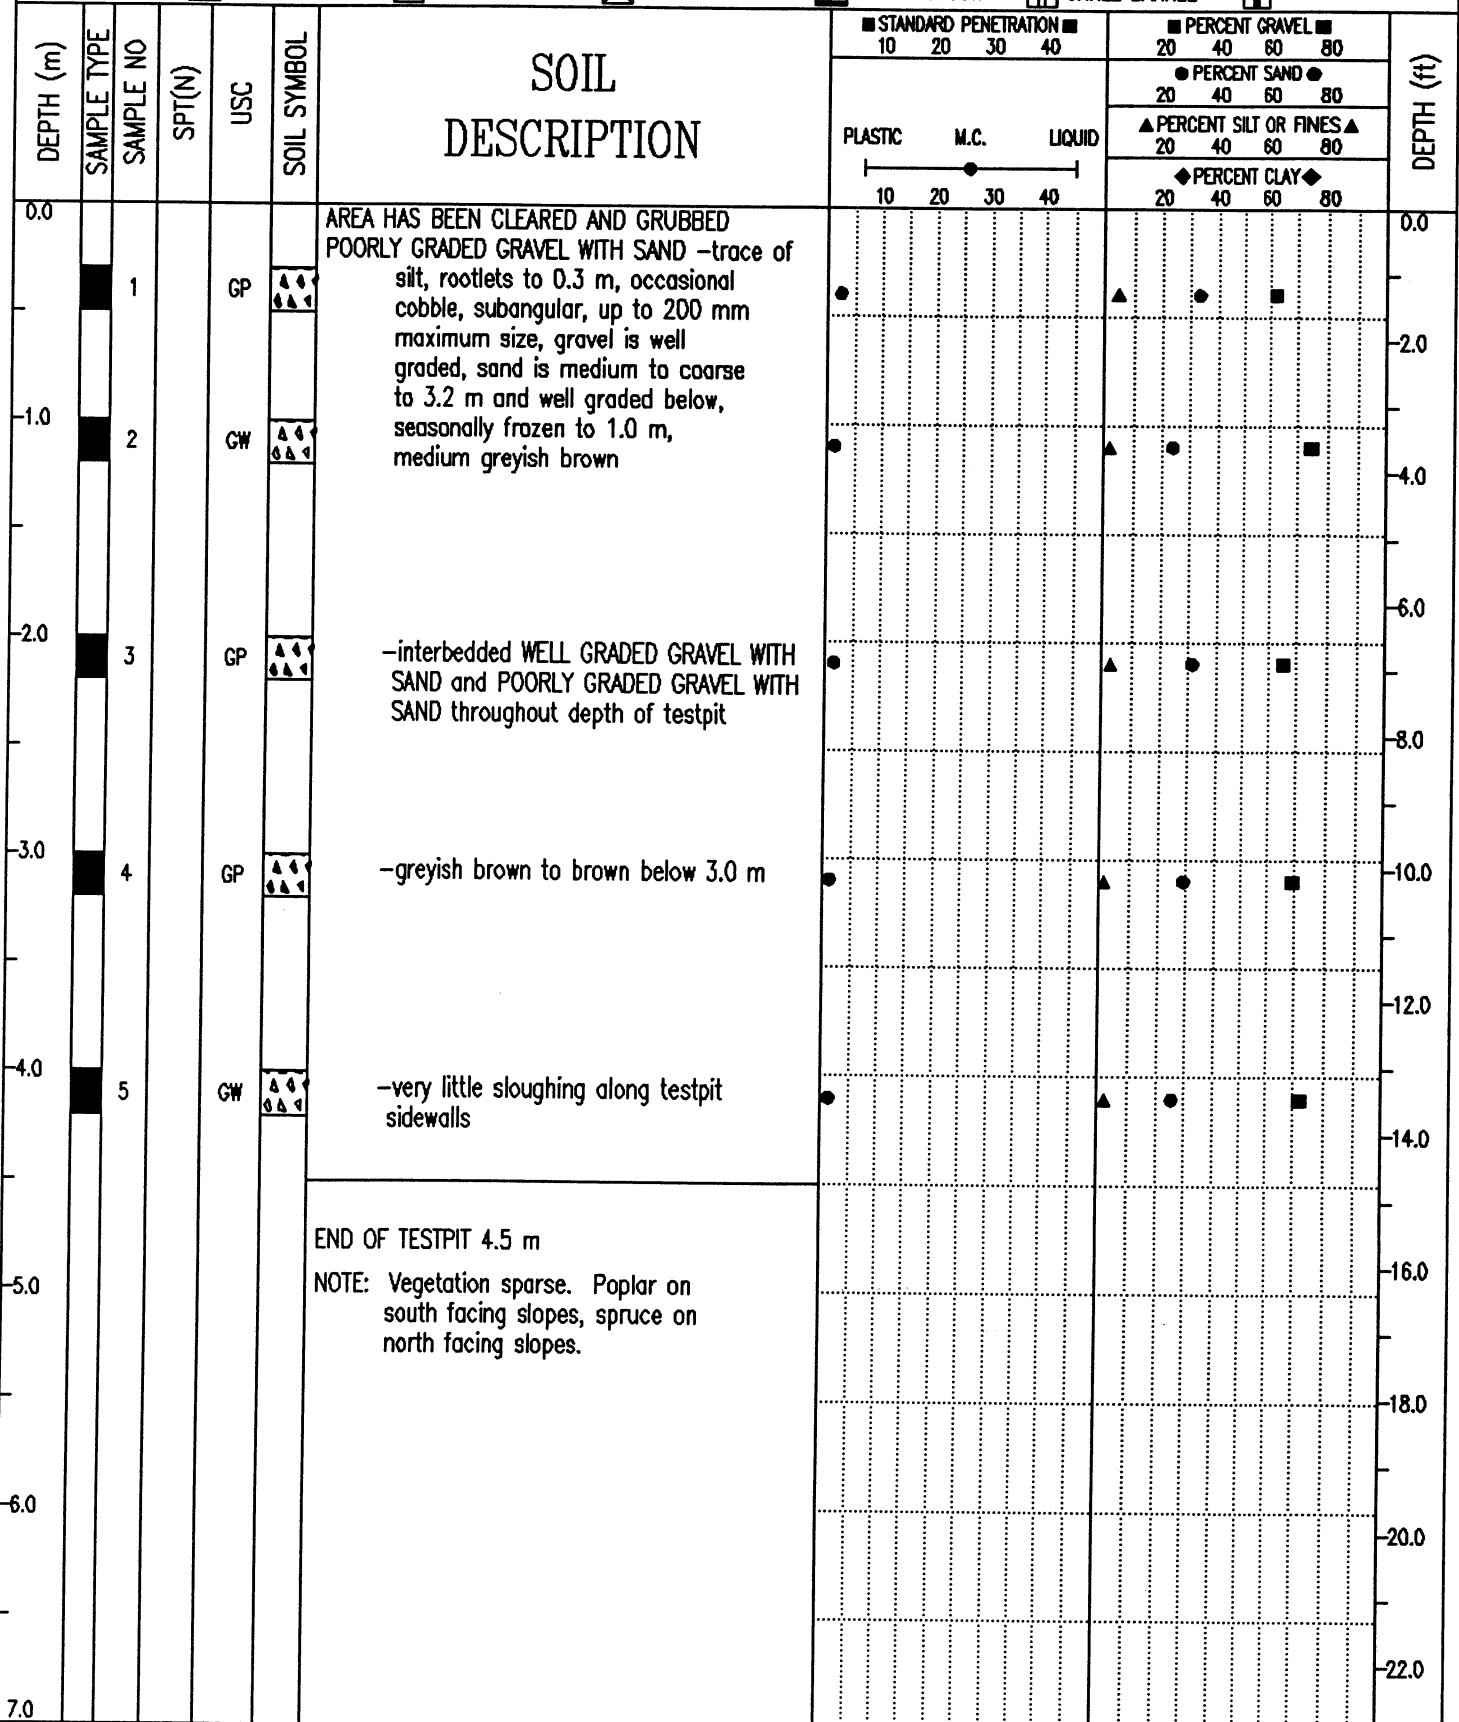 DEPTH (m)
SAMPLE TYPE
SAMPLE NO
SPT(N)
USC
SOIL SYMBOL
SOIL
DESCRIPTION
■ STANDARD PENETRATION ■
10 20 30 40
PLASTIC M.C. LIQUID
10 20 30 40
■ PERCENT GRAVEL ■
20 40 60 80
● PERCENT SAND ●
20 40 60 80
▲ PERCENT SILT OR FINES ▲
20 40 60 80
◆ PERCENT CLAY ◆
20 40 60 80
DEPTH (ft)
0.0
AREA HAS BEEN CLEARED AND GRUBBED
0.0
POORLY GRADED GRAVEL WITH SAND -trace of
1 GP silt, rootlets to 0.3 m, occasional
cobble, subangular, up to 200 mm
maximum size, gravel is well
2.0
graded, sand is medium to coarse
to 3.2 m and well graded below,
1.0
2 GW seasonally frozen to 1.0 m,
medium greyish brown
4.0
6.0
2.0
3 GP -interbedded WELL GRADED GRAVEL WITH
SAND and POORLY GRADED GRAVEL WITH
SAND throughout depth of testpit
8.0
3.0
4 GP -greyish brown to brown below 3.0 m
10.0
12.0
4.0
5 GW -very little sloughing along testpit
sidewalls
14.0
END OF TESTPIT 4.5 m
5.0
NOTE: Vegetation sparse. Poplar on
16.0
south facing slopes, spruce on
north facing slopes.
18.0
6.0
20.0
22.0
7.0